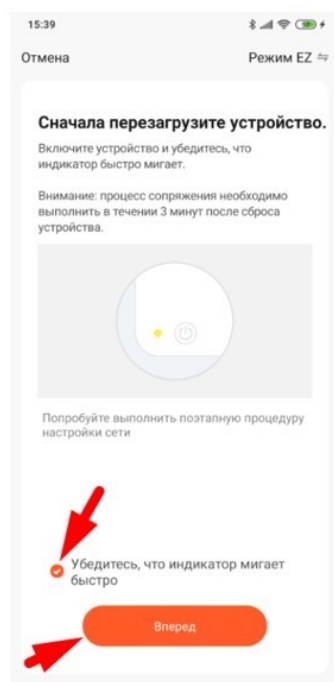 15:39
Отмена
Режим EZ
Сначала перезагрузите устройство.
Включите устройство и убедитесь, что
индикатор быстро мигает.
Внимание: процесс сопряжения необходимо
выполнить в течении 3 минут после сброса
устройства.
Попробуйте выполнить поэтапную процедуру
настройки сети
Убедитесь, что индикатор мигает
быстро
Вперед